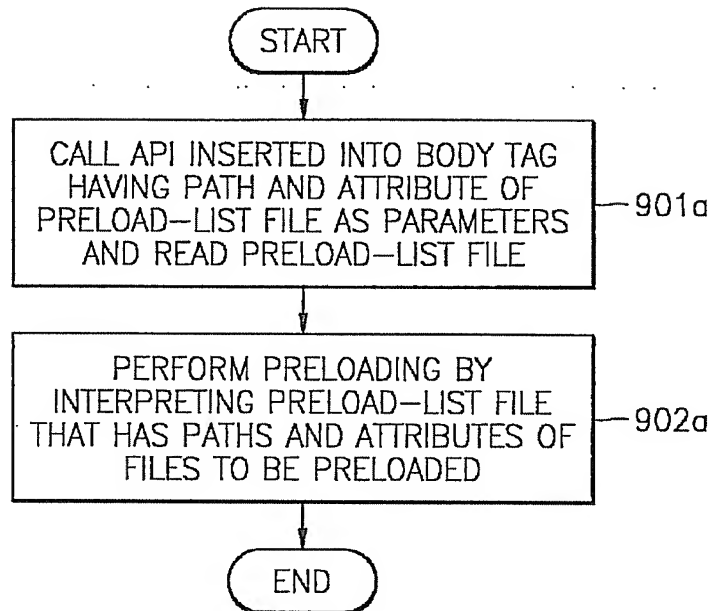 START
CALL API INSERTED INTO BODY TAG
HAVING PATH AND ATTRIBUTE OF
PRELOAD-LIST FILE AS PARAMETERS
AND READ PRELOAD-LIST FILE
901a
PERFORM PRELOADING BY
INTERPRETING PRELOAD-LIST FILE
THAT HAS PATHS AND ATTRIBUTES OF
FILES TO BE PRELOADED
902a
END